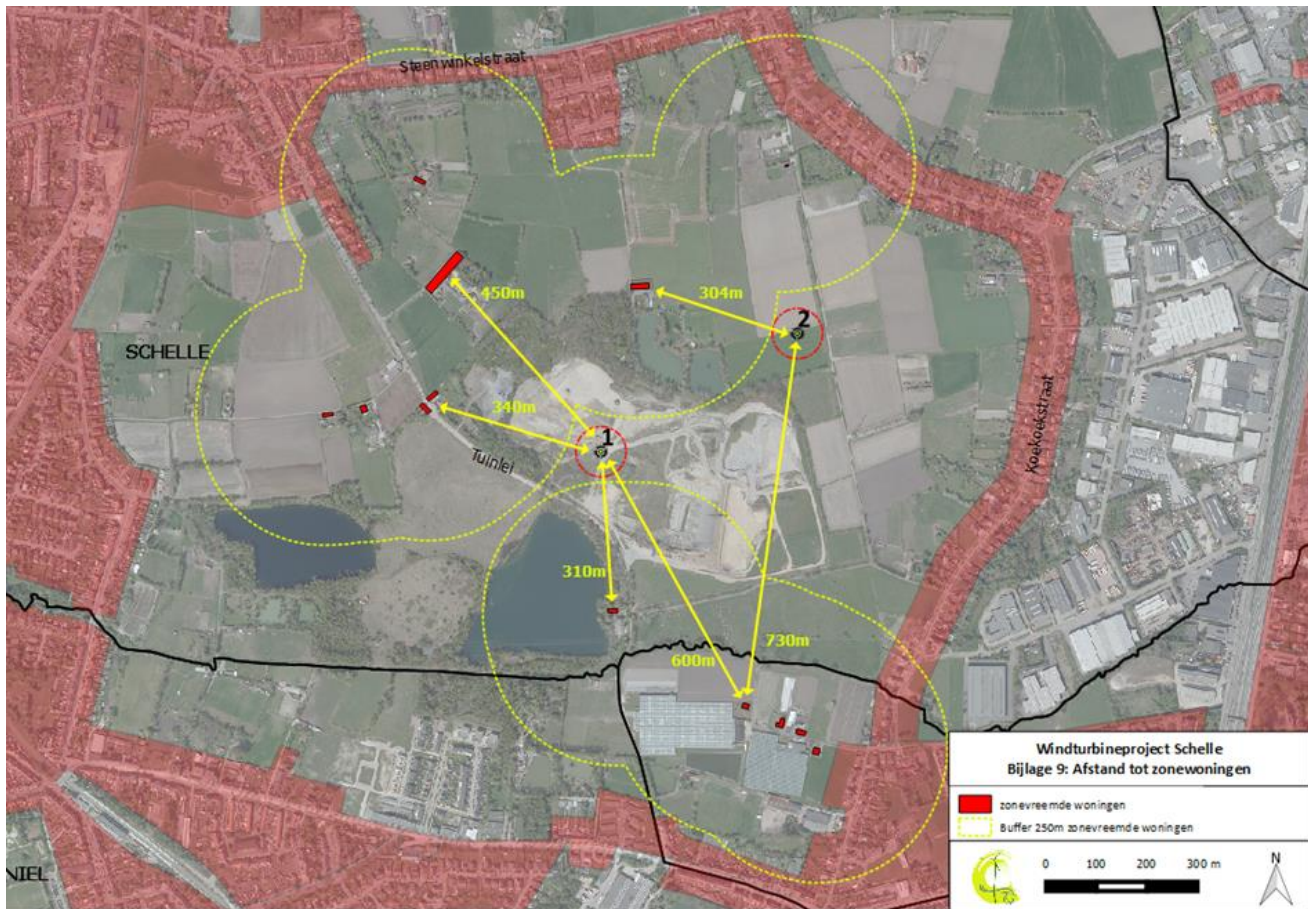 Steenwinkelstraat
450m
304m
2
SCHELLE
340m
1
Tuinlei
Koekoekstraat
310m
730m
600m
Windturbineproject Schelle
Bijlage 9: Afstand tot zonewoningen
zonevreemde woningen
Buffer 250m zonevreemde woningen
0 100 200 300 m
N
NIEL